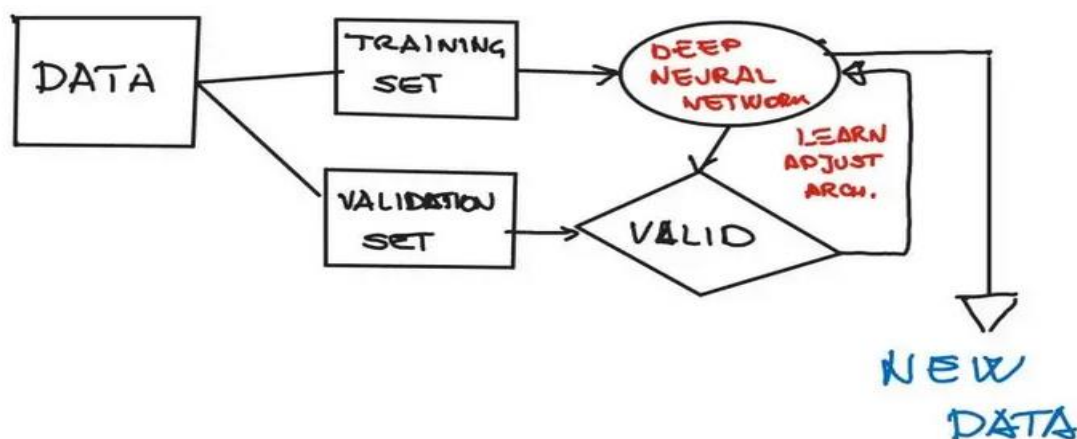 DATA
TRAINING
SET
DEEP
NEURAL
NETWORK
LEARN
ADJUST
ARCH.
VALIDATION
SET
VALID
NEW
DATA